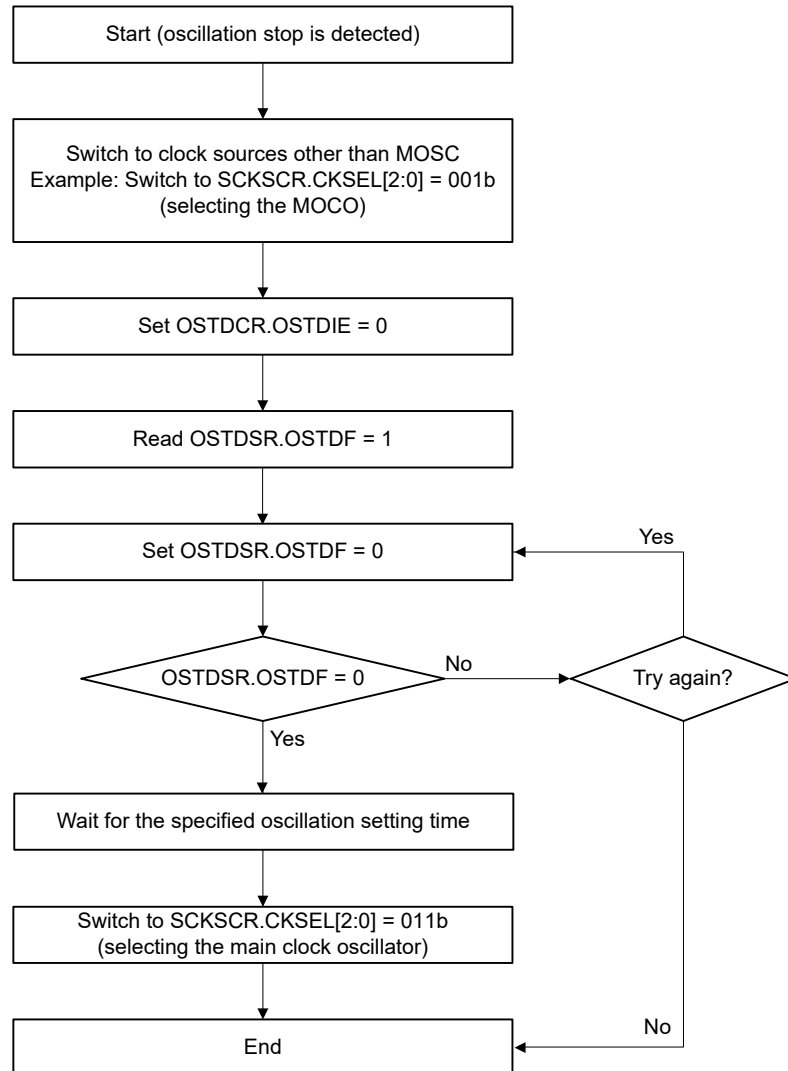 Start (oscillation stop is detected)
Switch to clock sources other than MOSC
Example: Switch to SCKSCR.CKSEL[2:0] = 001b
(selecting the MOCO)
Set OSTDCR.OSTDIE = 0
Read OSTDSR.OSTDF = 1
Set OSTDSR.OSTDF = 0
Yes
OSTDSR.OSTDF = 0
No
Try again?
Yes
Wait for the specified oscillation setting time
Switch to SCKSCR.CKSEL[2:0] = 011b
(selecting the main clock oscillator)
No
End